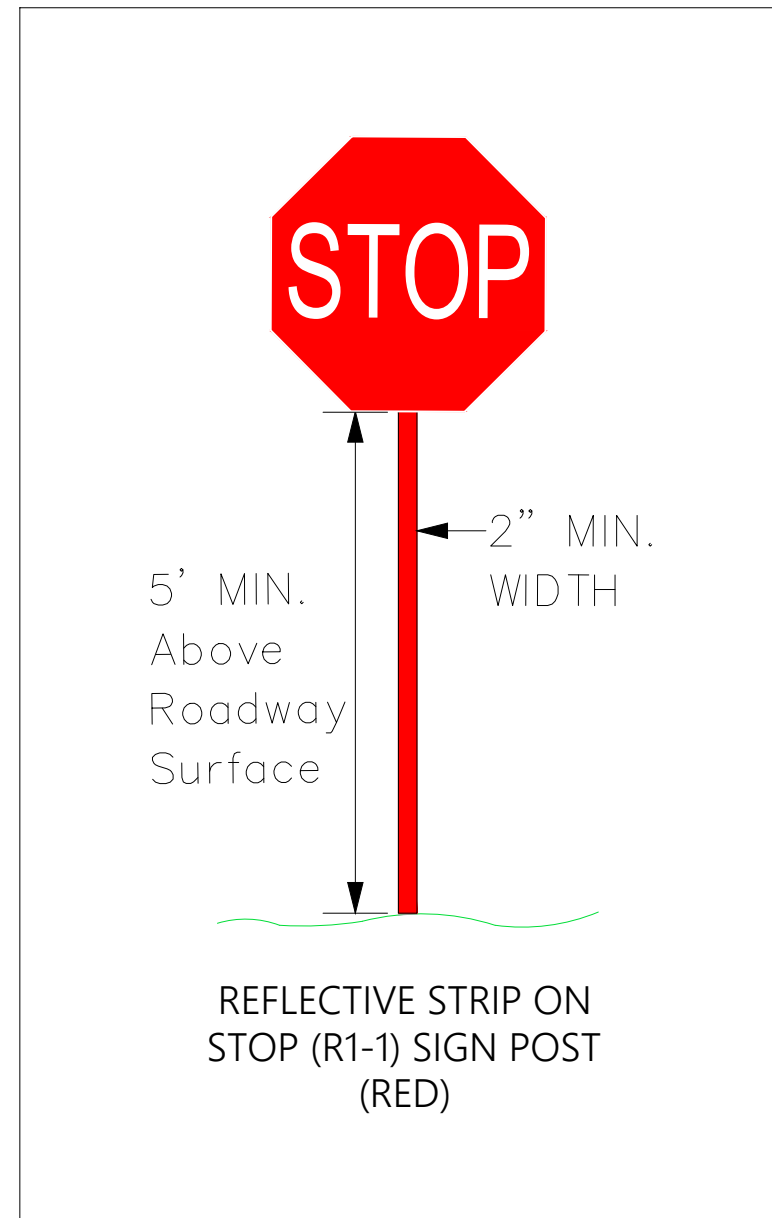 STOP
2” MIN.
WIDTH
5’ MIN.
Above
Roadway
Surface
REFLECTIVE STRIP ON
STOP (R1-1) SIGN POST
(RED)